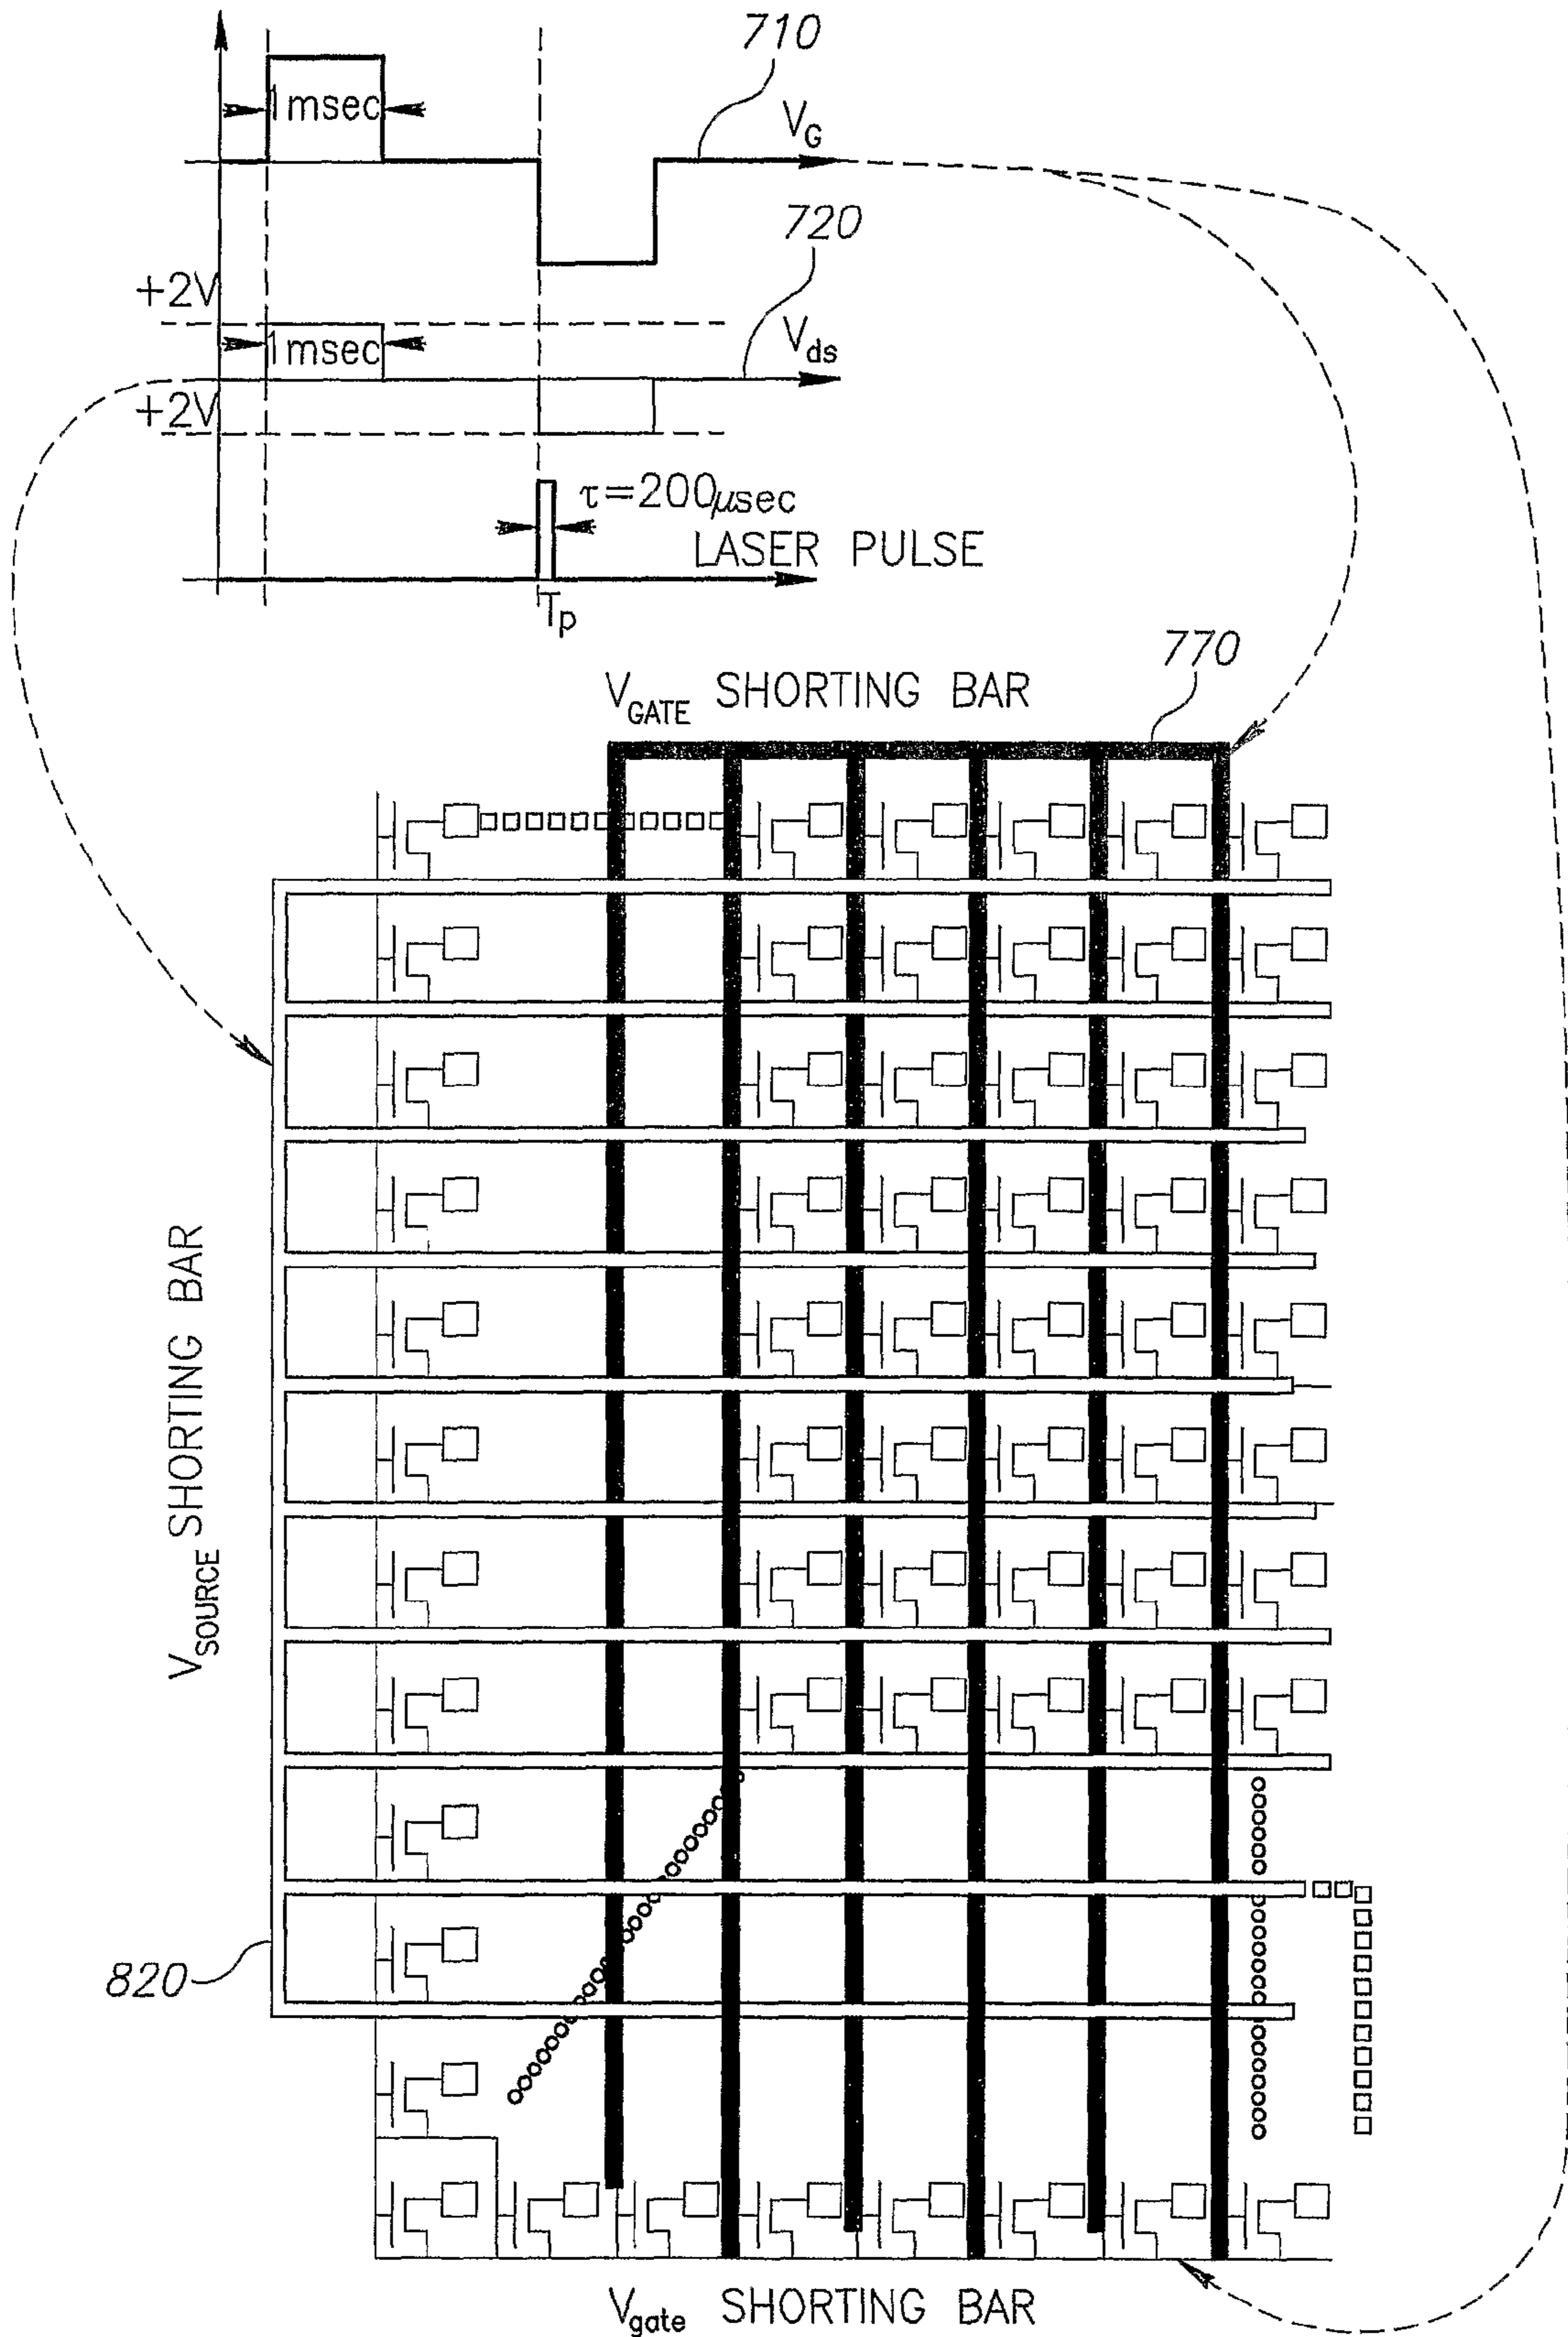 710
1msec
V_G
720
+2V
1msec
V_ds
+2V
τ=200μsec
LASER PULSE
T_p
770
V_GATE SHORTING BAR
V_SOURCE SHORTING BAR
820
V_gate SHORTING BAR